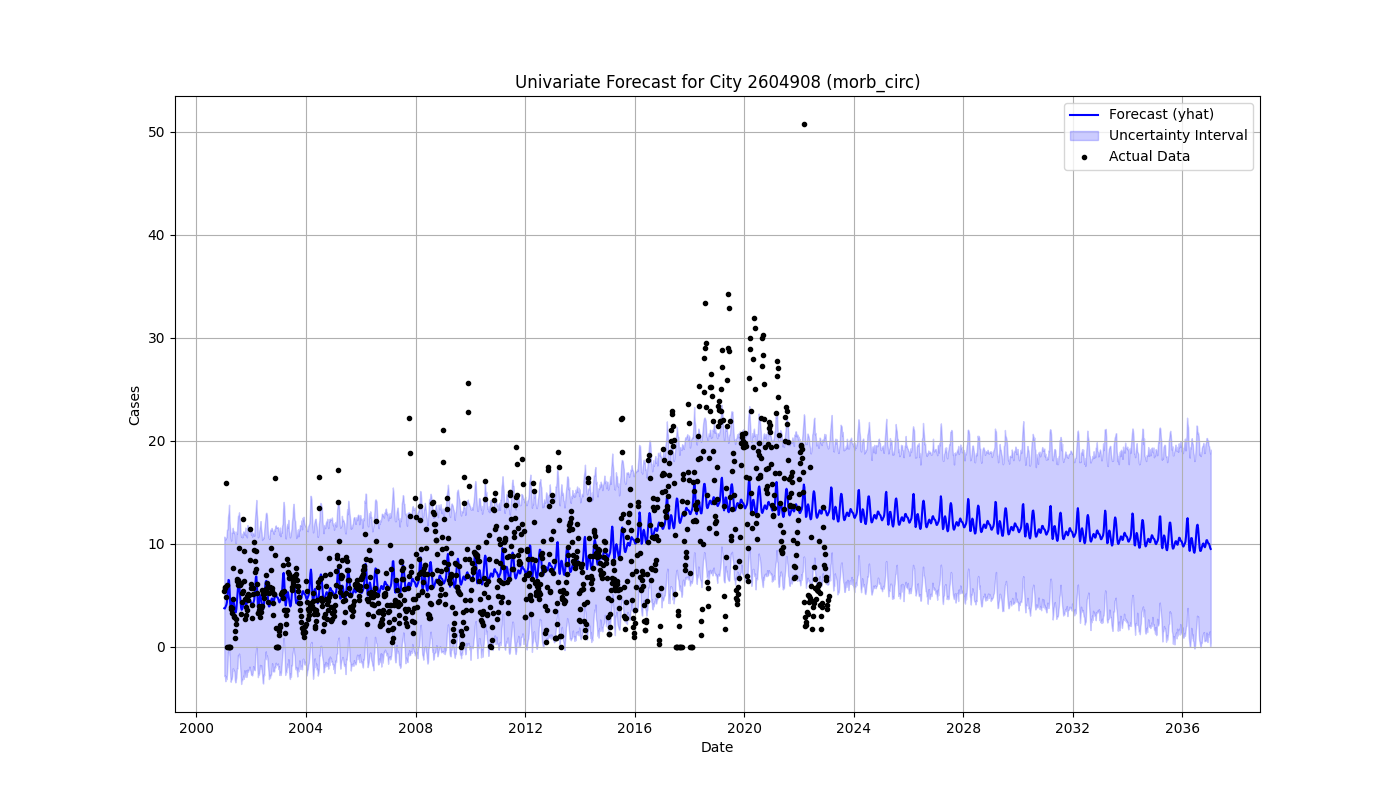 Univariate Forecast for City 2604908 (morb_circ)
Forecast (yhat)
Uncertainty Interval
Actual Data
50
40
30
20
10
0
Cases
2000 2004 2008 2012 2016 2020 2024 2028 2032 2036
Date